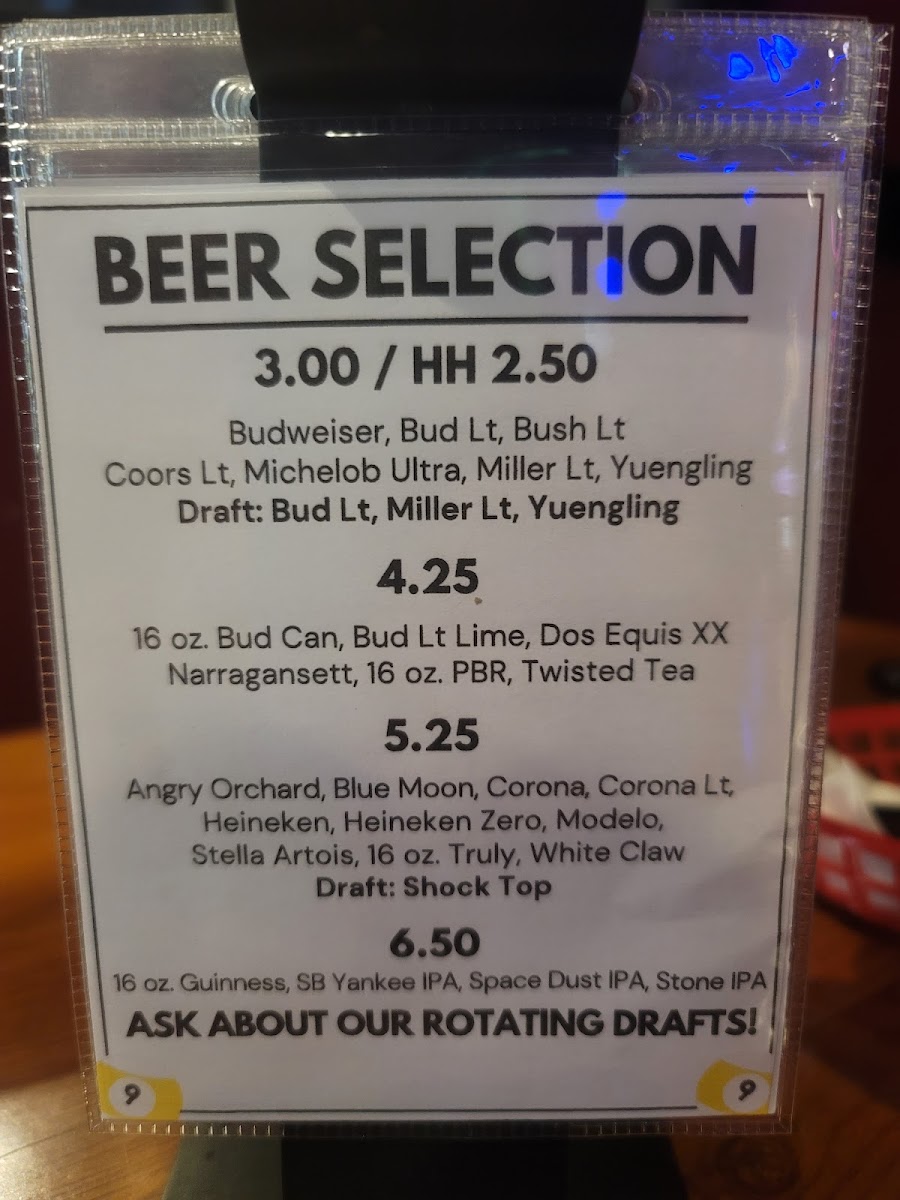 BEER SELECTION
3.00 / HH 2.50
Budweiser, Bud Lt, Bush Lt
Coors Lt, Michelob Ultra, Miller Lt, Yuengling
Draft: Bud Lt, Miller Lt, Yuengling
4.25
16 oz. Bud Can, Bud Lt Lime, Dos Equis XX
Narragansett, 16 oz. PBR, Twisted Tea
5.25
Angry Orchard, Blue Moon, Corona, Corona Lt,
Heineken, Heineken Zero, Modelo,
Stella Artois, 16 oz. Truly, White Claw
Draft: Shock Top
6.50
16 oz. Guinness, SB Yankee IPA, Space Dust IPA, Stone IPA
ASK ABOUT OUR ROTATING DRAFTS!
9 9